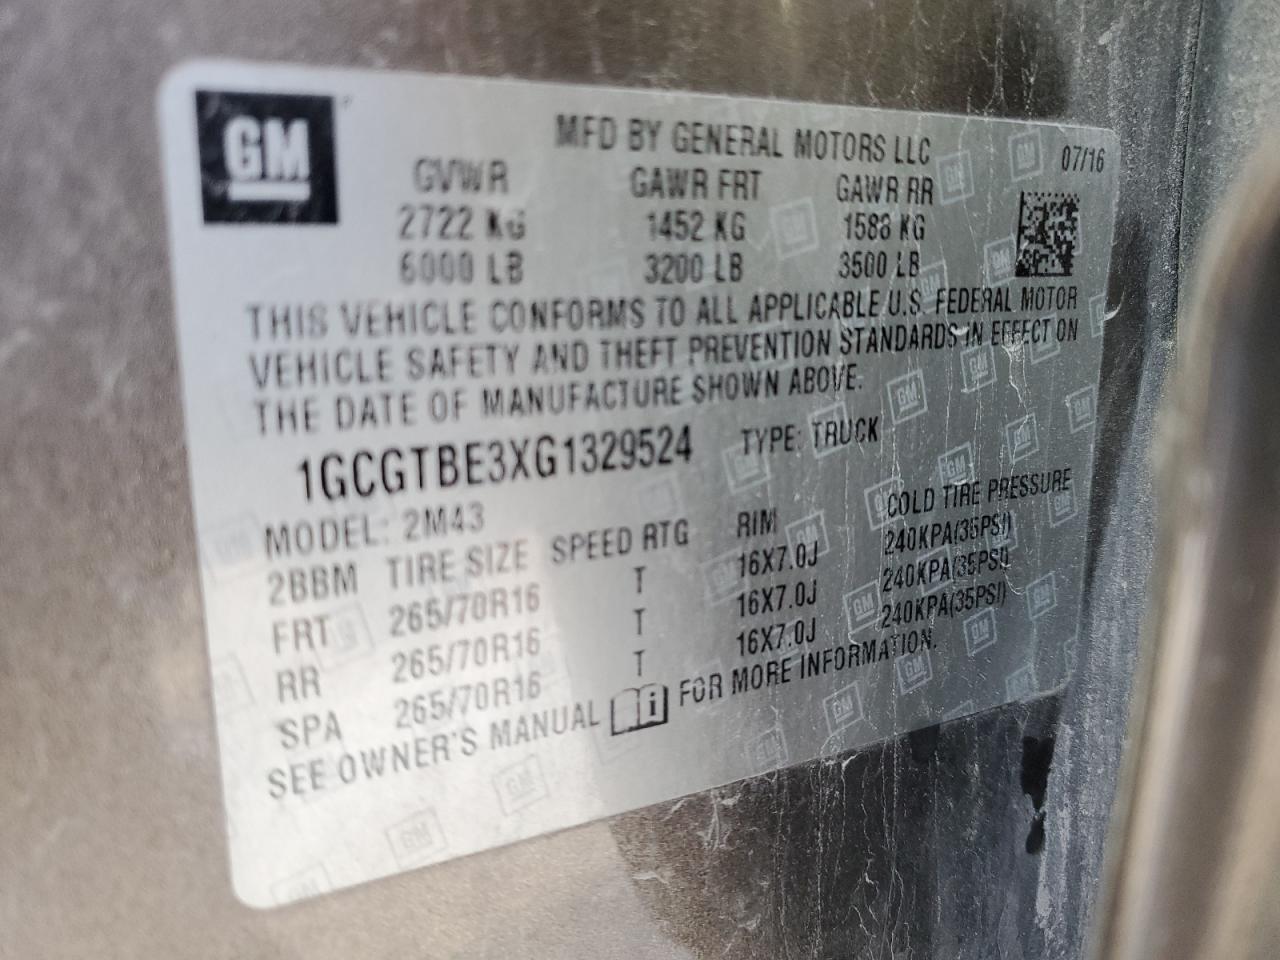 GM
MFD BY GENERAL MOTORS LLC 07/16
GVWR GAWR FRT GAWR RR
2722 KG 1452 KG 1588 KG
6000 LB 3200 LB 3500 LB
THIS VEHICLE CONFORMS TO ALL APPLICABLE U.S. FEDERAL MOTOR
VEHICLE SAFETY AND THEFT PREVENTION STANDARDS IN EFFECT ON
THE DATE OF MANUFACTURE SHOWN ABOVE.
1GCGTBE3XG1329524 TYPE: TRUCK
MODEL: 2M43
2BBM TIRE SIZE SPEED RTG RIM COLD TIRE PRESSURE
FRT 265/70R16 T 16X7.0J 240KPA(35PSI)
RR 265/70R16 T 16X7.0J 240KPA(35PSI)
SPA 265/70R16 T 16X7.0J 240KPA(35PSI)
SEE OWNER'S MANUAL FOR MORE INFORMATION.